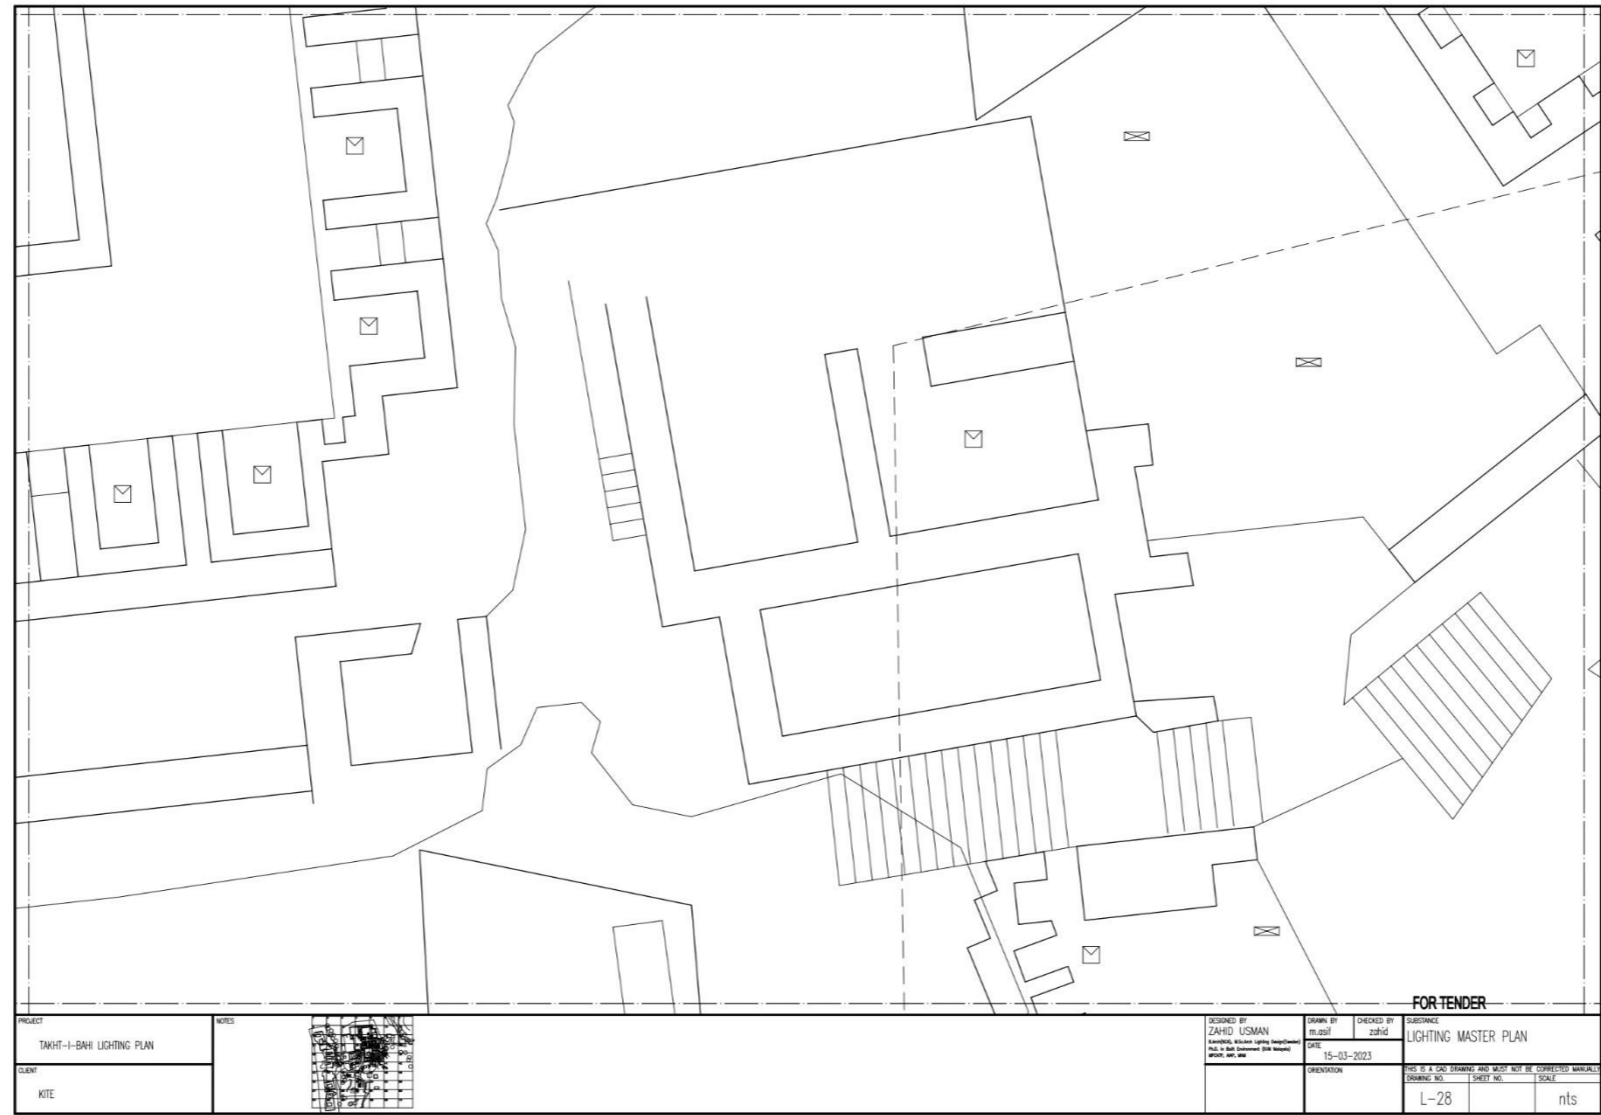 FOR TENDER
PROJECT
TAKHT-I-BAHI LIGHTING PLAN
CLIENT
KITE
NOTES
DESIGNED BY
ZAHID USMAN
DRAWN BY
m.asif
CHECKED BY
zahid
DATE
15-03-2023
ORIENTATION
SUBSTANCE
LIGHTING MASTER PLAN
THIS IS A CAD DRAWING AND MUST NOT BE CORRECTED MANUALLY
DRAWING NO.
L-28
SHEET NO.
SCALE
nts